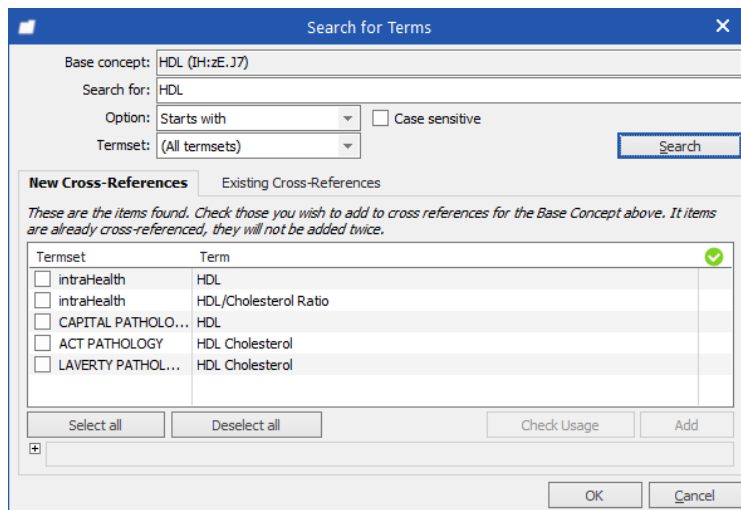 Search for Terms
Base concept: HDL (IH:zE.J7)
Search for: HDL
Option: Starts with Case sensitive
Termset: (All termsets) Search
New Cross-References Existing Cross-References
These are the items found. Check those you wish to add to cross references for the Base Concept above. It items
are already cross-referenced, they will not be added twice.
Termset Term
intraHealth HDL
intraHealth HDL/Cholesterol Ratio
CAPITAL PATHOLO... HDL
ACT PATHOLOGY HDL Cholesterol
LAVERTY PATHOL... HDL Cholesterol
Select all Deselect all Check Usage Add
OK Cancel